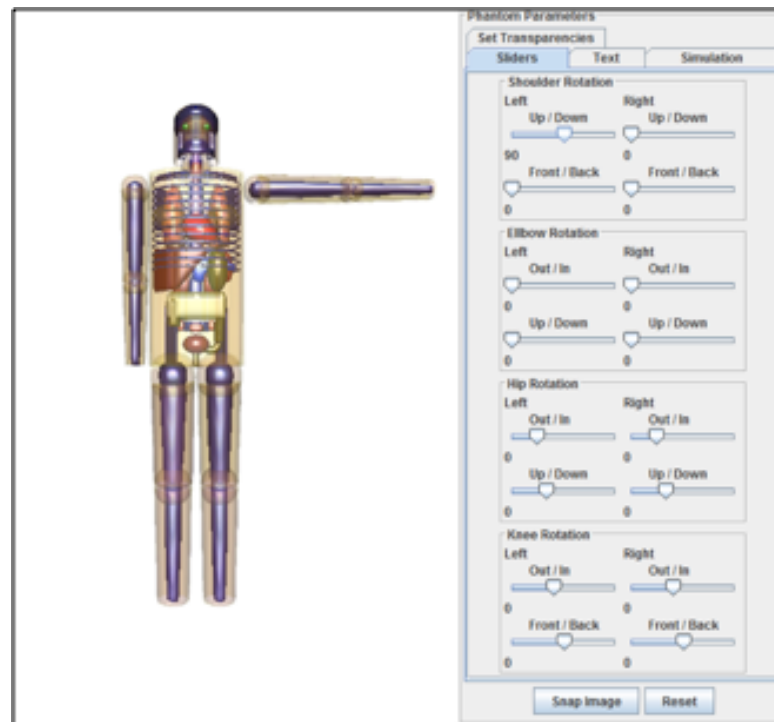 Phantom Parameters
Set Transparencies
Sliders Text Simulation
Shoulder Rotation
Left Right
Up / Down Up / Down
90 0
Front / Back Front / Back
0 0
Ellbow Rotation
Left Right
Out / In Out / In
0 0
Up / Down Up / Down
0 0
Hip Rotation
Left Right
Out / In Out / In
0 0
Up / Down Up / Down
0 0
Knee Rotation
Left Right
Out / In Out / In
0 0
Front / Back Front / Back
0 0
Snap Image Reset